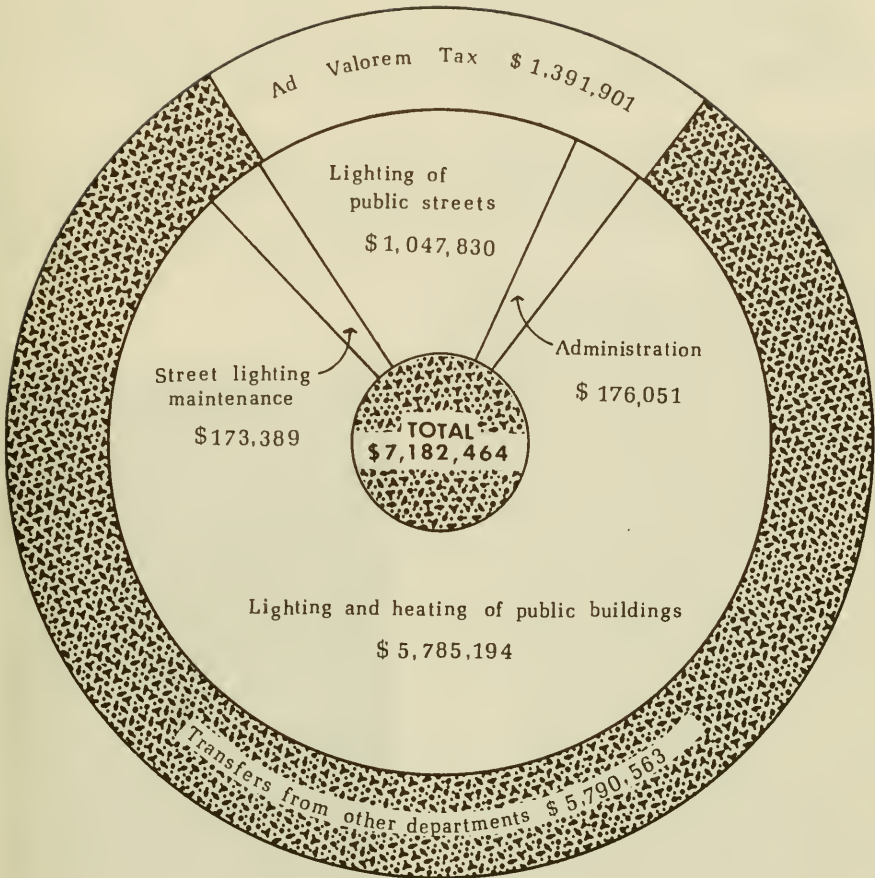 Ad Valorem Tax $ 1,391,901
Lighting of
public streets
$ 1,047,830
Street lighting
maintenance
$ 173,389
Administration
$ 176,051
TOTAL
$ 7,182,464
Lighting and heating of public buildings
$ 5,785,194
Transfers from other departments $ 5,790,563